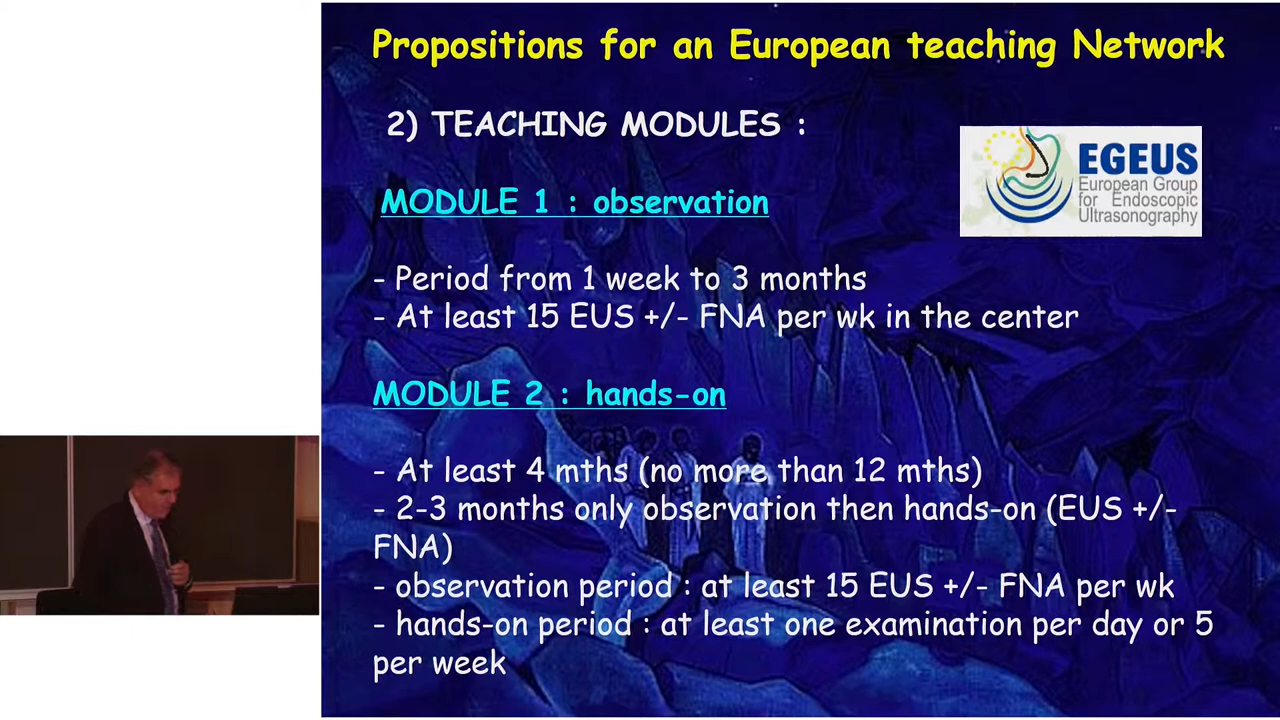 Propositions for an European teaching Network
2) TEACHING MODULES :
EGEUS
European Group
for Endoscopic
Ultrasonography
MODULE 1 : observation
- Period from 1 week to 3 months
- At least 15 EUS +/- FNA per wk in the center
MODULE 2 : hands-on
- At least 4 mths (no more than 12 mths)
- 2-3 months only observation then hands-on (EUS +/-
FNA)
- observation period : at least 15 EUS +/- FNA per wk
- hands-on period : at least one examination per day or 5
per week